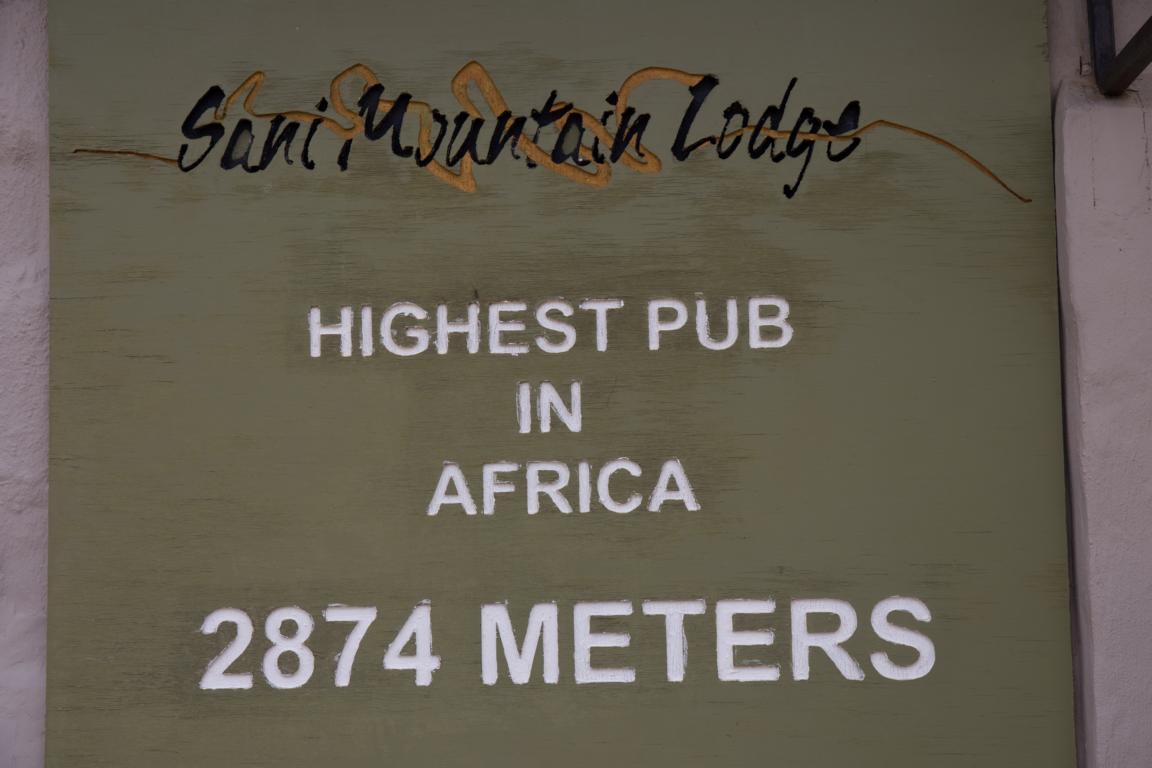 Sani Mountain Lodge
HIGHEST PUB
IN
AFRICA
2874 METERS